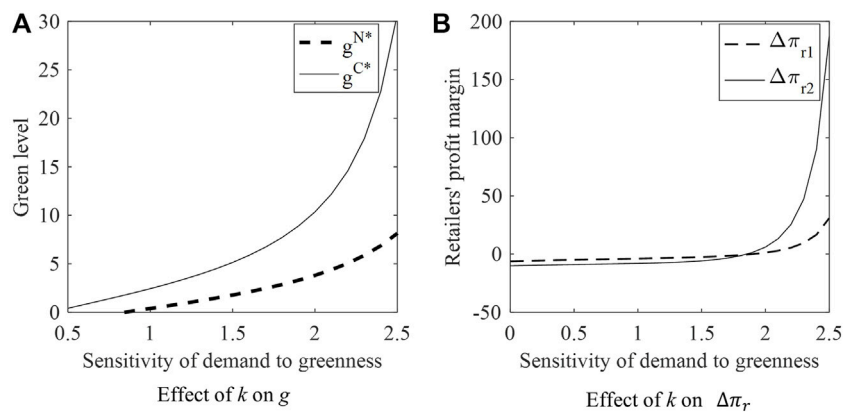 A
30
25
20
15
10
5
0
0.5
1
1.5
2
2.5
Green level
Sensitivity of demand to greenness
g^N*
g^C*
Effect of k on g
B
200
150
100
50
0
-50
0
0.5
1
1.5
2
2.5
Retailers' profit margin
Sensitivity of demand to greenness
Δπ_r1
Δπ_r2
Effect of k on Δπ_r